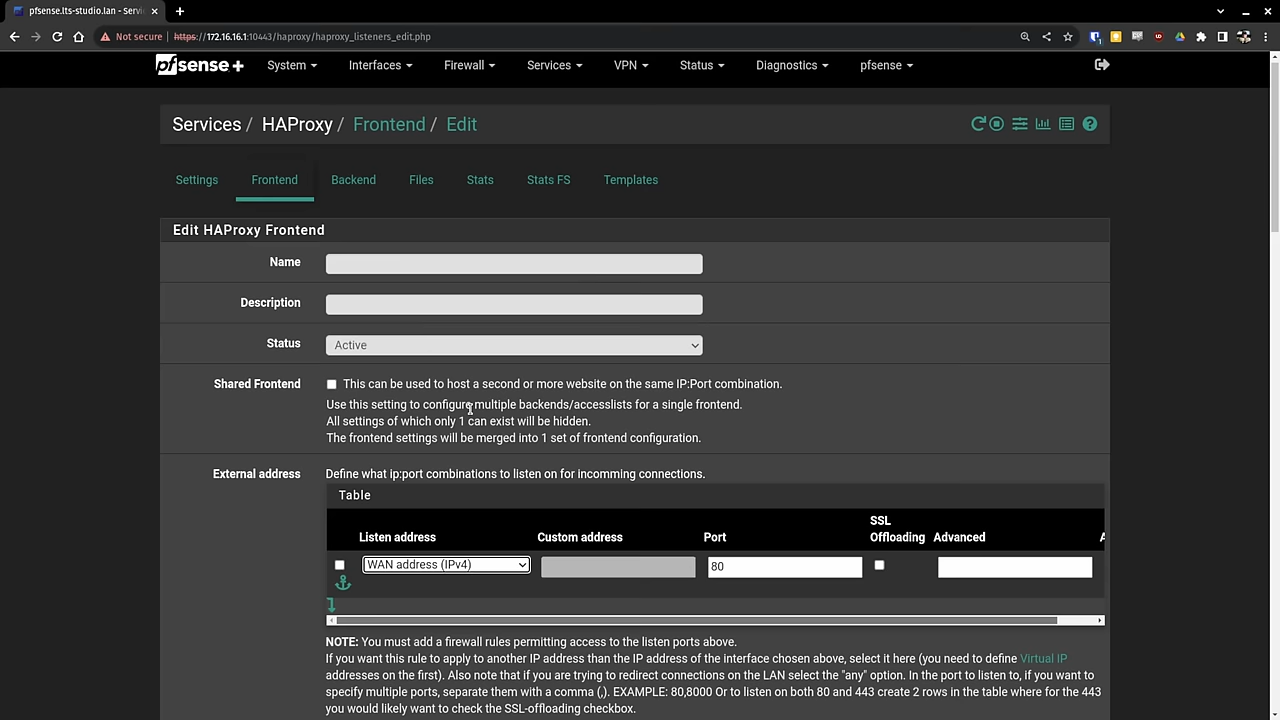 pfsense.lts-studio.lan - Servi
Not secure
https://172.16.16.1:10443/haproxy/haproxy_listeners_edit.php
pfsense +
System
Interfaces
Firewall
Services
VPN
Status
Diagnostics
pfsense
Services / HAProxy / Frontend / Edit
Settings
Frontend
Backend
Files
Stats
Stats FS
Templates
Edit HAProxy Frontend
Name
Description
Status
Active
Shared Frontend
This can be used to host a second or more website on the same IP:Port combination.
Use this setting to configure multiple backends/accesslists for a single frontend.
All settings of which only 1 can exist will be hidden.
The frontend settings will be merged into 1 set of frontend configuration.
External address
Define what ip:port combinations to listen on for incomming connections.
Table
Listen address
Custom address
Port
SSL
Offloading
Advanced
A
WAN address (IPv4)
80
NOTE: You must add a firewall rules permitting access to the listen ports above.
If you want this rule to apply to another IP address than the IP address of the interface chosen above, select it here (you need to define Virtual IP
addresses on the first). Also note that if you are trying to redirect connections on the LAN select the "any" option. In the port to listen to, if you want to
specify multiple ports, separate them with a comma (,). EXAMPLE: 80,8000 Or to listen on both 80 and 443 create 2 rows in the table where for the 443
you would likely want to check the SSL-offloading checkbox.